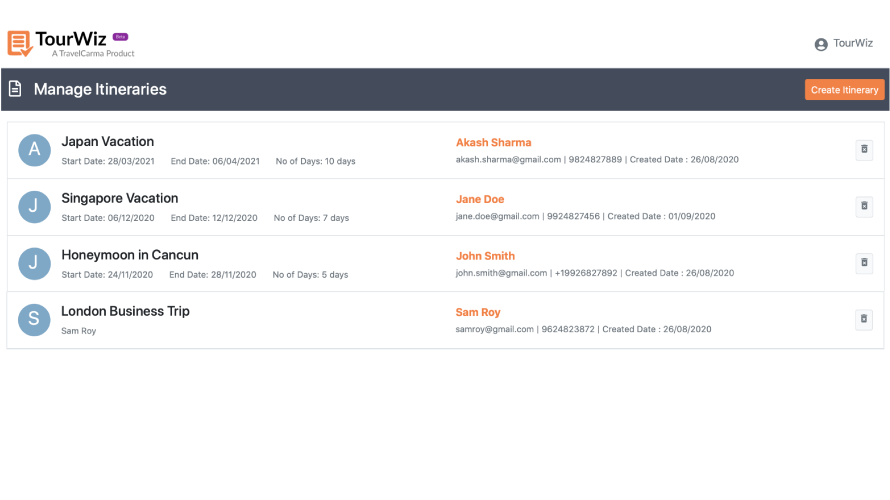 TourWiz Beta
A TravelCarma Product
TourWiz
Manage Itineraries
Create Itinerary
A
Japan Vacation
Start Date: 28/03/2021 End Date: 06/04/2021 No of Days: 10 days
Akash Sharma
akash.sharma@gmail.com | 9824827889 | Created Date : 26/08/2020
J
Singapore Vacation
Start Date: 06/12/2020 End Date: 12/12/2020 No of Days: 7 days
Jane Doe
jane.doe@gmail.com | 9924827456 | Created Date : 01/09/2020
J
Honeymoon in Cancun
Start Date: 24/11/2020 End Date: 28/11/2020 No of Days: 5 days
John Smith
john.smith@gmail.com | +19926827892 | Created Date : 26/08/2020
S
London Business Trip
Sam Roy
Sam Roy
samroy@gmail.com | 9624823872 | Created Date : 26/08/2020